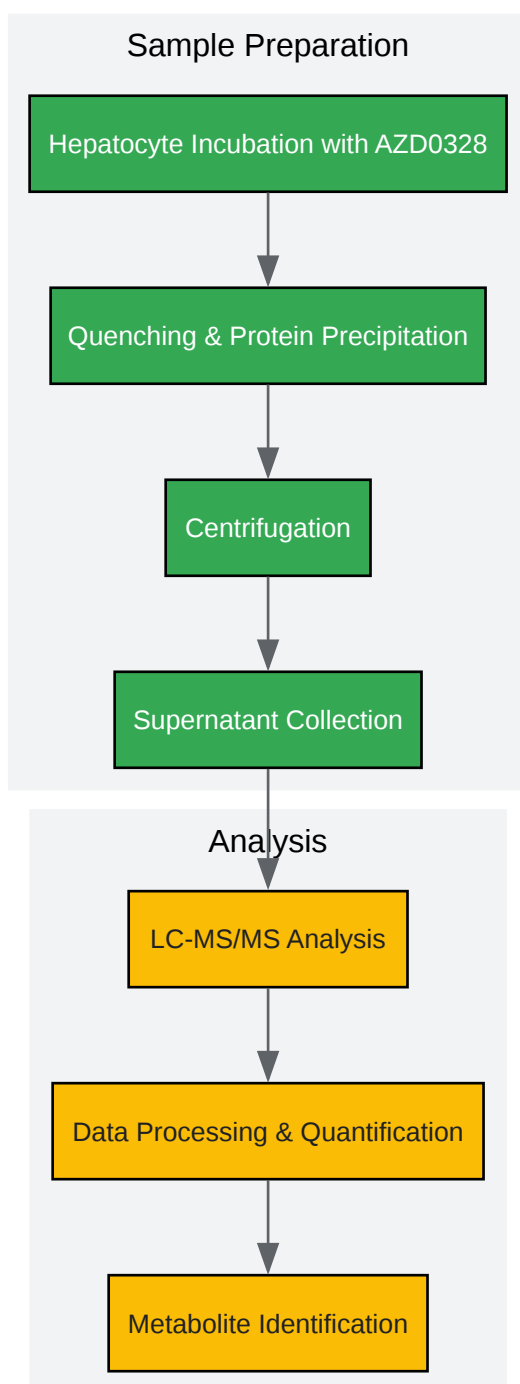 Sample Preparation
Hepatocyte Incubation with AZD0328
Quenching & Protein Precipitation
Centrifugation
Supernatant Collection
Analysis
LC-MS/MS Analysis
Data Processing & Quantification
Metabolite Identification